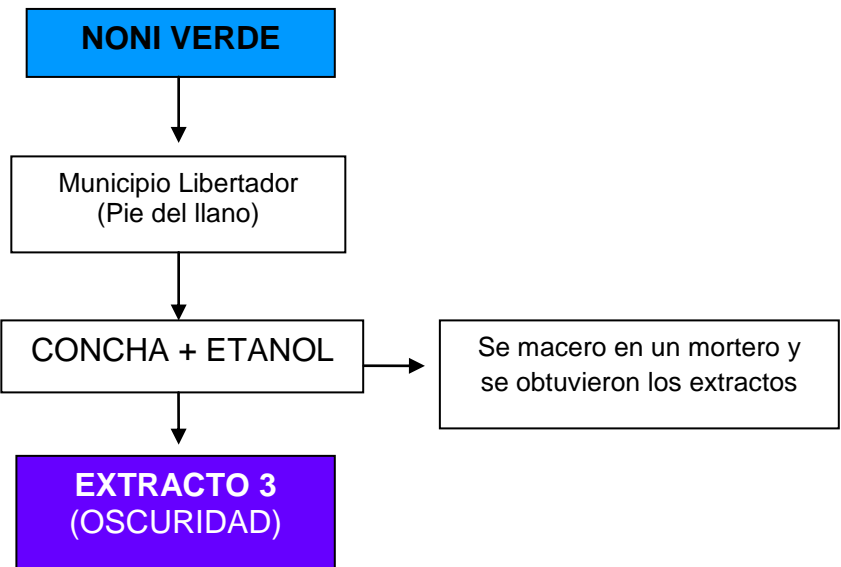 NONI VERDE
Municipio Libertador
(Pie del llano)
CONCHA + ETANOL
Se macero en un mortero y
se obtuvieron los extractos
EXTRACTO 3
(OSCURIDAD)